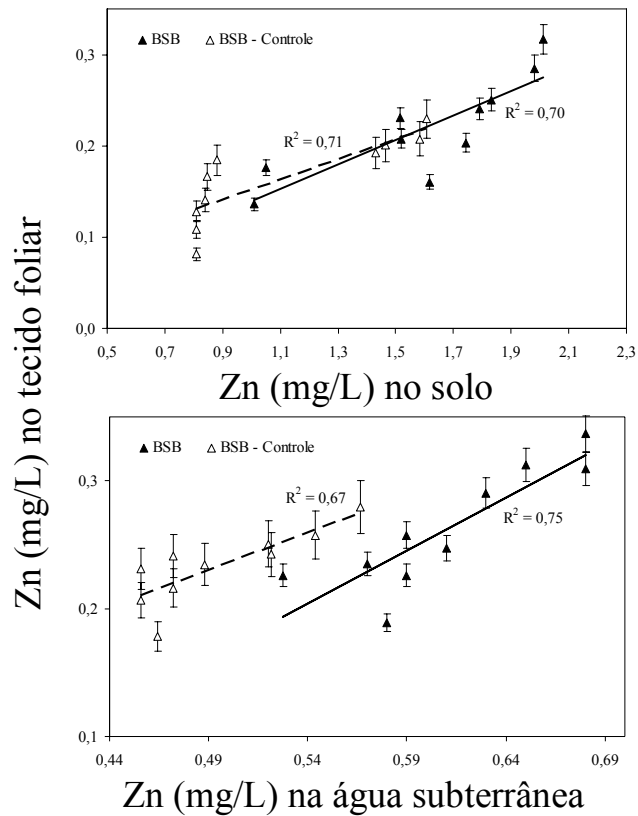 Zn (mg/L) no tecido foliar
BSB BSB - Controle
0,3
0,2
0,1
0,0
R² = 0,71
R² = 0,70
0,5 0,7 0,9 1,1 1,3 1,5 1,7 1,9 2,1 2,3
Zn (mg/L) no solo
BSB BSB - Controle
0,3
0,2
0,1
R² = 0,67
R² = 0,75
0,44 0,49 0,54 0,59 0,64 0,69
Zn (mg/L) na água subterrânea